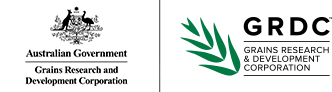 Australian Government
Grains Research and
Development Corporation
GRDC
GRAINS RESEARCH
& DEVELOPMENT
CORPORATION